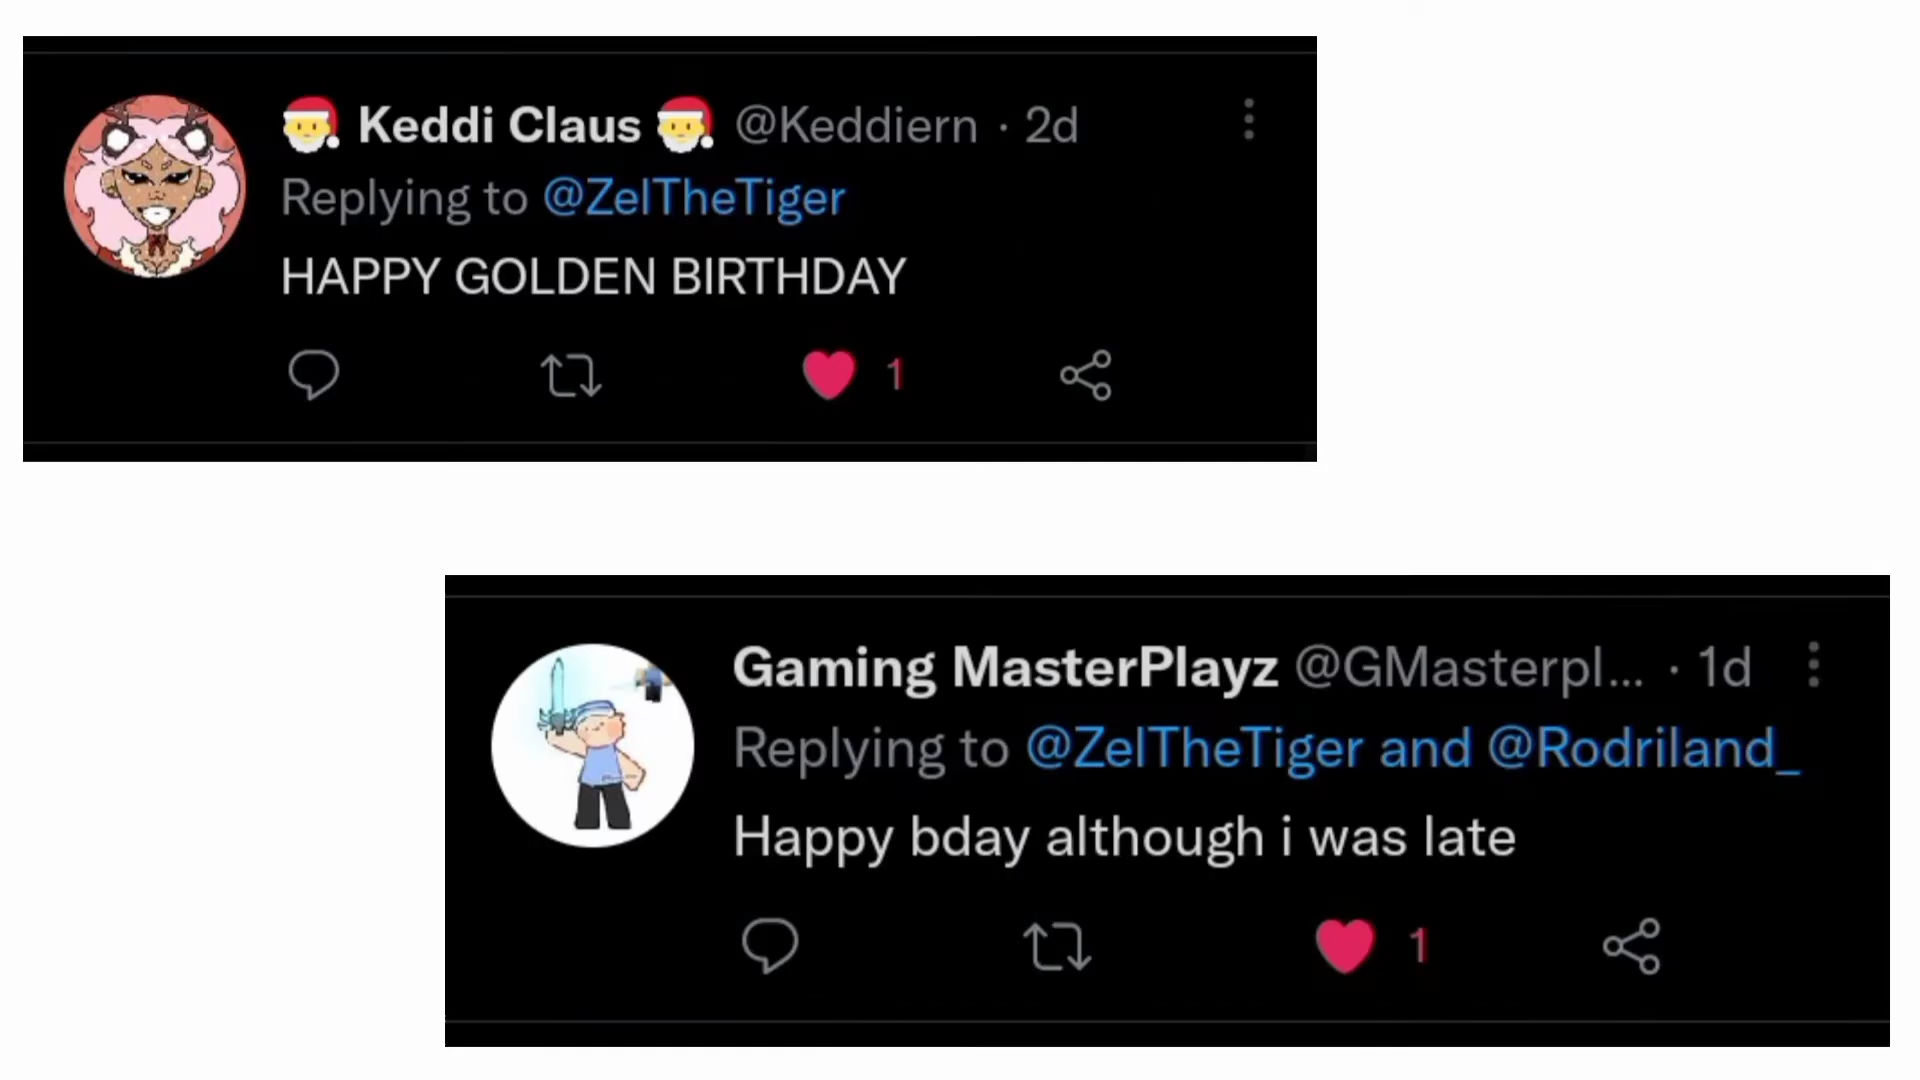 🎅 Keddi Claus 🎅 @Keddiern · 2d
Replying to @ZelTheTiger
HAPPY GOLDEN BIRTHDAY
1
Gaming MasterPlayz @GMasterpl... · 1d
Replying to @ZelTheTiger and @Rodriland_
Happy bday although i was late
1